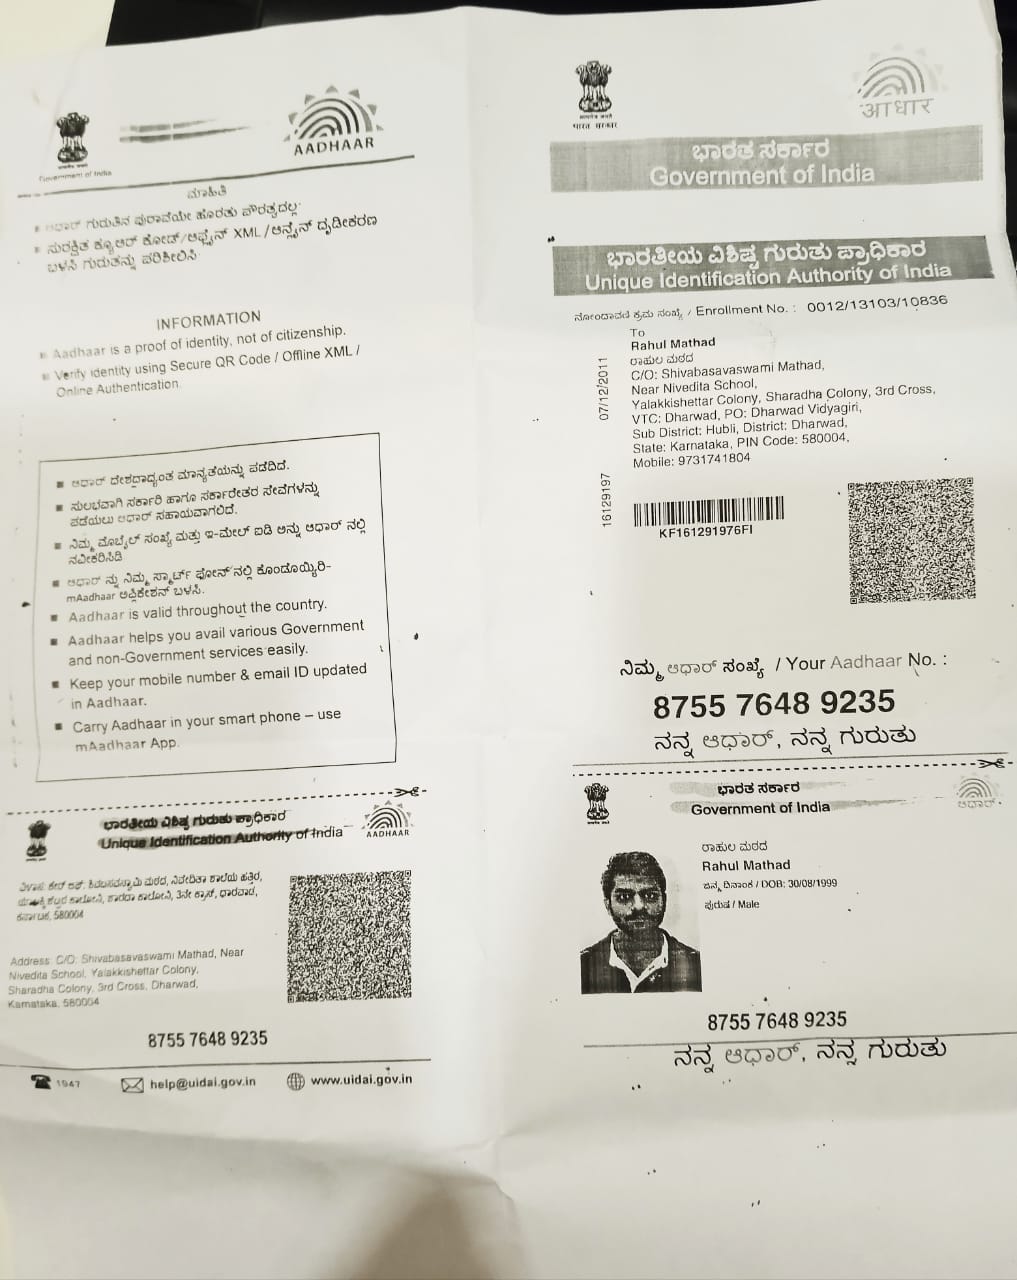 Government of India
AADHAAR
ಮಾಹಿತಿ
ಆಧಾರ್ ಗುರುತಿನ ಪುರಾವೆಯೇ ಹೊರತು ಪೌರತ್ವದಲ್ಲ.
ಸುರಕ್ಷಿತ ಕ್ಯೂಆರ್ ಕೋಡ್/ಆಫ್ಲೈನ್ XML/ಆನ್ಲೈನ್ ದೃಢೀಕರಣ
ಬಳಸಿ ಗುರುತನ್ನು ಪರಿಶೀಲಿಸಿ
INFORMATION
Aadhaar is a proof of identity, not of citizenship.
Verify identity using Secure QR Code / Offline XML /
Online Authentication
ಆಧಾರ್ ದೇಶದಾದ್ಯಂತ ಮಾನ್ಯತೆಯನ್ನು ಪಡೆದಿದೆ.
ಸುಲಭವಾಗಿ ಸರ್ಕಾರಿ ಹಾಗೂ ಸರ್ಕಾರೇತರ ಸೇವೆಗಳನ್ನು
ಪಡೆಯಲು ಆಧಾರ್ ಸಹಾಯವಾಗಲಿದೆ.
ನಿಮ್ಮ ಮೊಬೈಲ್ ಸಂಖ್ಯೆ ಮತ್ತು ಇ-ಮೇಲ್ ಐಡಿ ಅನ್ನು ಆಧಾರ್ ನಲ್ಲಿ
ನವೀಕರಿಸಿಡಿ
ಆಧಾರ್ ನ್ನು ನಿಮ್ಮ ಸ್ಮಾರ್ಟ್ ಫೋನ್ ನಲ್ಲಿ ಕೊಂಡೊಯ್ಯಿರಿ-
mAadhaar ಅಪ್ಲಿಕೇಶನ್ ಬಳಸಿ.
Aadhaar is valid throughout the country.
Aadhaar helps you avail various Government
and non-Government services easily.
Keep your mobile number & email ID updated
in Aadhaar.
Carry Aadhaar in your smart phone – use
mAadhaar App.
ಭಾರತೀಯ ವಿಶಿಷ್ಟ ಗುರುತು ಪ್ರಾಧಿಕಾರ
Unique Identification Authority of India
AADHAAR
ಶಿವಬಸವಸ್ವಾಮಿ ಮಠದ, ನಿವೇದಿತಾ ಶಾಲೆಯ ಹತ್ತಿರ,
ಶಾರದಾ ಕಾಲೋನಿ, 3ನೇ ಕ್ರಾಸ್, ಧಾರವಾಡ,
ಕರ್ನಾಟಕ, 580004
Address: C/O: Shivabasavaswami Mathad, Near
Nivedita School, Yalakkishettar Colony,
Sharadha Colony, 3rd Cross, Dharwad,
Karnataka, 580004
8755 7648 9235
1947
help@uidai.gov.in
www.uidai.gov.in
भारत सरकार
आधार
ಭಾರತ ಸರ್ಕಾರ
Government of India
ಭಾರತೀಯ ವಿಶಿಷ್ಟ ಗುರುತು ಪ್ರಾಧಿಕಾರ
Unique Identification Authority of India
ನೋಂದಾವಣಿ ಕ್ರಮ ಸಂಖ್ಯೆ / Enrollment No. : 0012/13103/10836
To
Rahul Mathad
ರಾಹುಲ ಮಠದ
C/O: Shivabasavaswami Mathad,
Near Nivedita School,
Yalakkishettar Colony, Sharadha Colony, 3rd Cross,
VTC: Dharwad, PO: Dharwad Vidyagiri,
Sub District: Hubli, District: Dharwad,
State: Karnataka, PIN Code: 580004,
Mobile: 9731741804
07/12/2011
16129197
KF161291976FI
ನಿಮ್ಮ ಆಧಾರ್ ಸಂಖ್ಯೆ / Your Aadhaar No. :
8755 7648 9235
ನನ್ನ ಆಧಾರ್, ನನ್ನ ಗುರುತು
ಭಾರತ ಸರ್ಕಾರ
Government of India
ರಾಹುಲ ಮಠದ
Rahul Mathad
ಜನ್ಮ ದಿನಾಂಕ / DOB: 30/08/1999
ಪುರುಷ / Male
8755 7648 9235
ನನ್ನ ಆಧಾರ್, ನನ್ನ ಗುರುತು